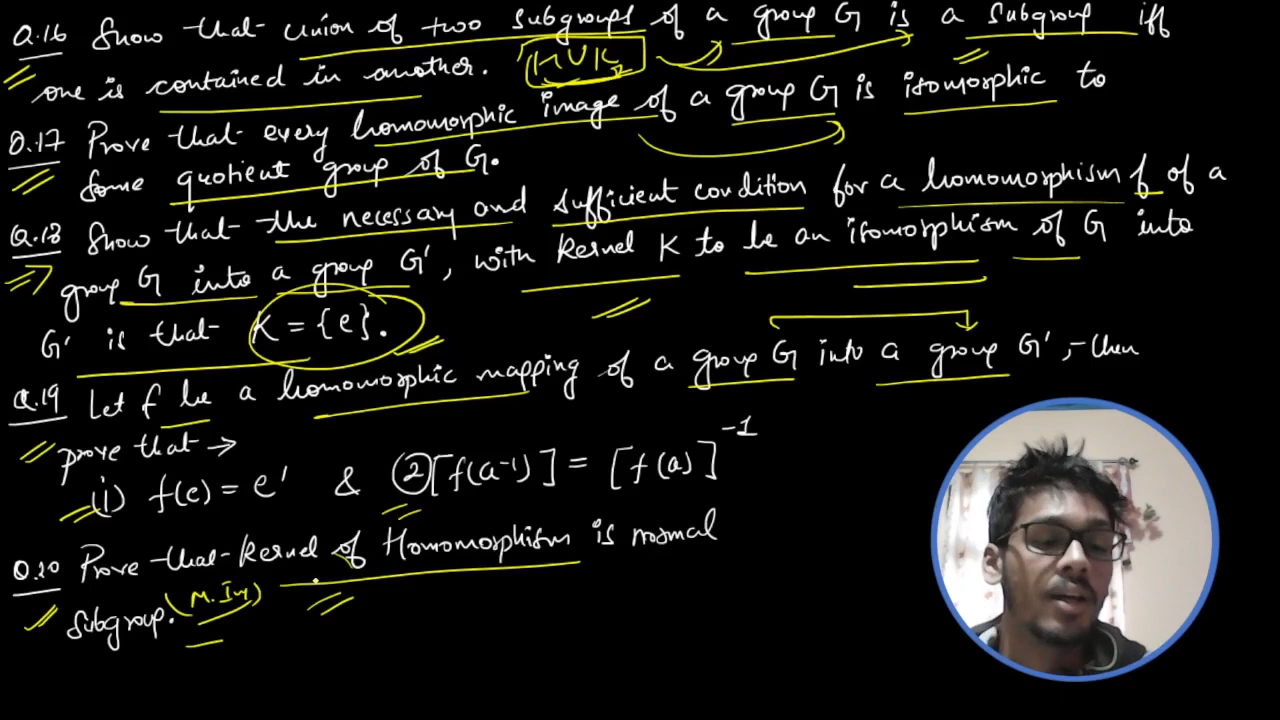 Q.16 Show that union of two subgroups of a group G is a subgroup iff
one is contained in another. H∪K
Q.17 Prove that every homomorphic image of a group G is isomorphic to
some quotient group of G.
Q.18 Show that the necessary and sufficient condition for a homomorphism f of a
group G into a group G', with kernel K to be an isomorphism of G into
G' is that K = {e}.
Q.19 Let f be a homomorphic mapping of a group G into a group G', then
prove that →
(i) f(e) = e' & (2) [f(a-1)] = [f(a)]^-1
Q.20 Prove that kernel of Homomorphism is normal
Subgroup. (M. Imp)